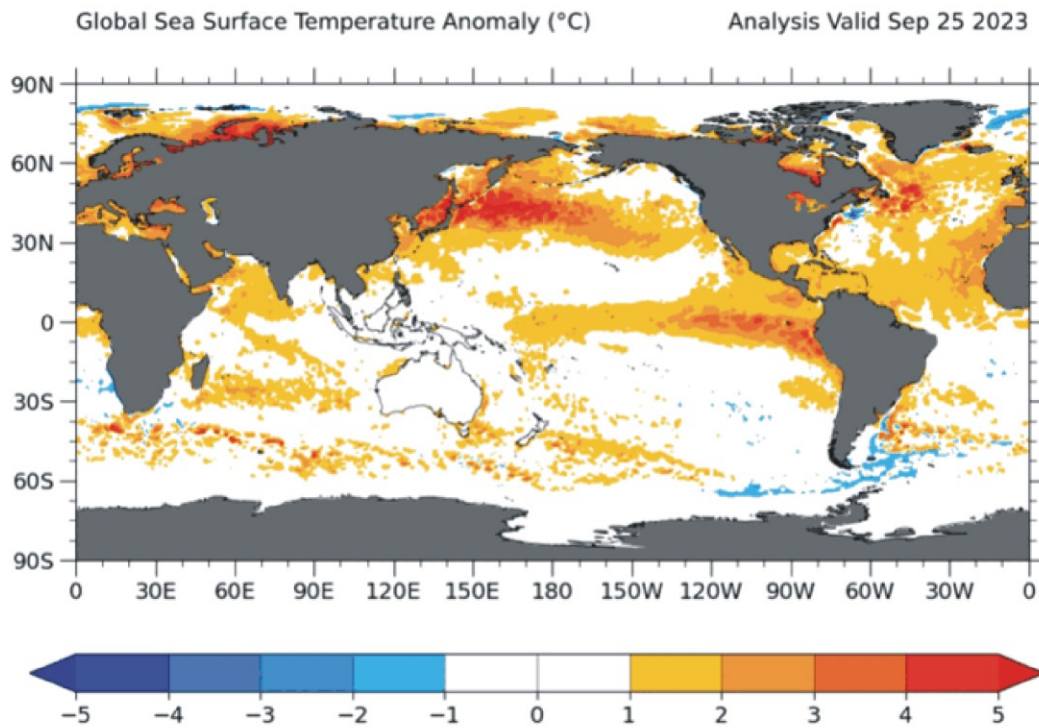 Global Sea Surface Temperature Anomaly (°C) Analysis Valid Sep 25 2023
90N
60N
30N
0
30S
60S
90S
0 30E 60E 90E 120E 150E 180 150W 120W 90W 60W 30W 0
−5 −4 −3 −2 −1 0 1 2 3 4 5